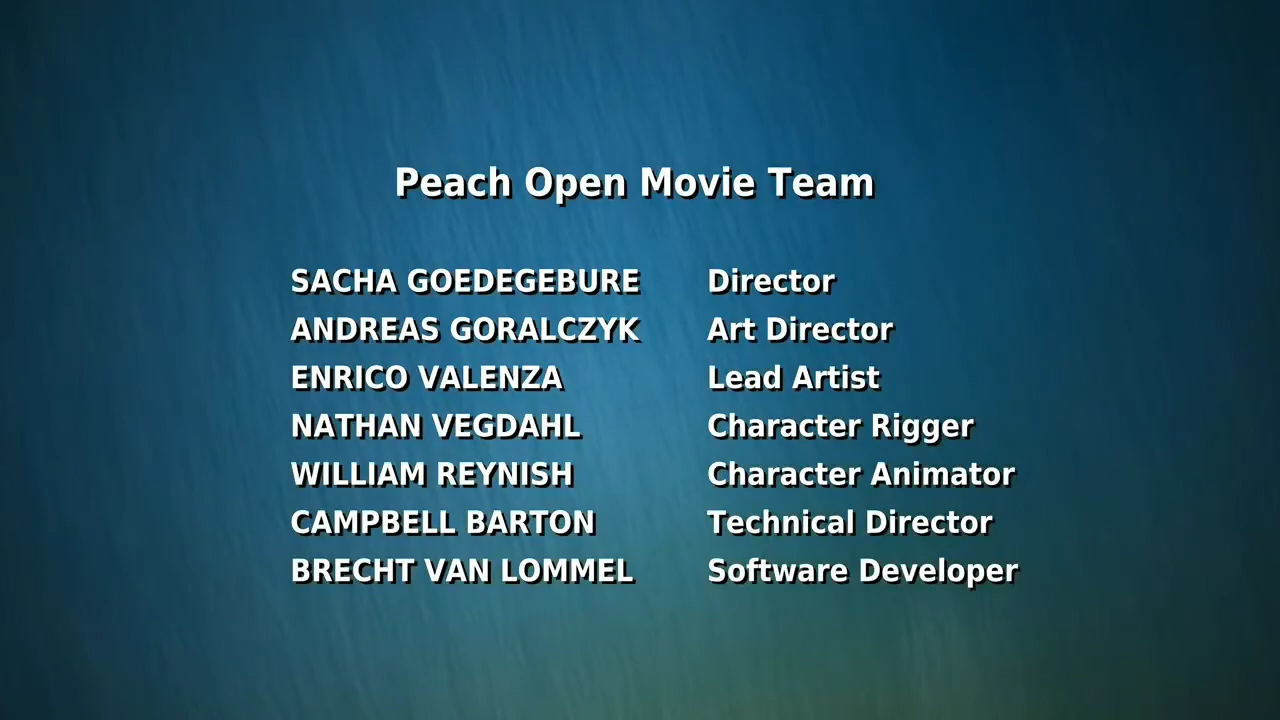 Peach Open Movie Team
SACHA GOEDEGEBURE Director
ANDREAS GORALCZYK Art Director
ENRICO VALENZA Lead Artist
NATHAN VEGDAHL Character Rigger
WILLIAM REYNISH Character Animator
CAMPBELL BARTON Technical Director
BRECHT VAN LOMMEL Software Developer